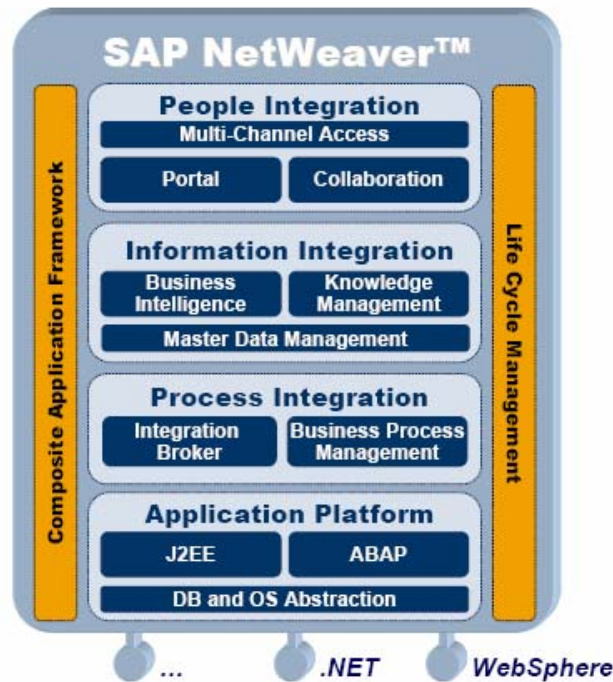 SAP NetWeaver™
Composite Application Framework
People Integration
Multi-Channel Access
Portal
Collaboration
Information Integration
Business
Intelligence
Knowledge
Management
Master Data Management
Process Integration
Integration
Broker
Business Process
Management
Application Platform
J2EE
ABAP
DB and OS Abstraction
Life Cycle Management
...
.NET
WebSphere